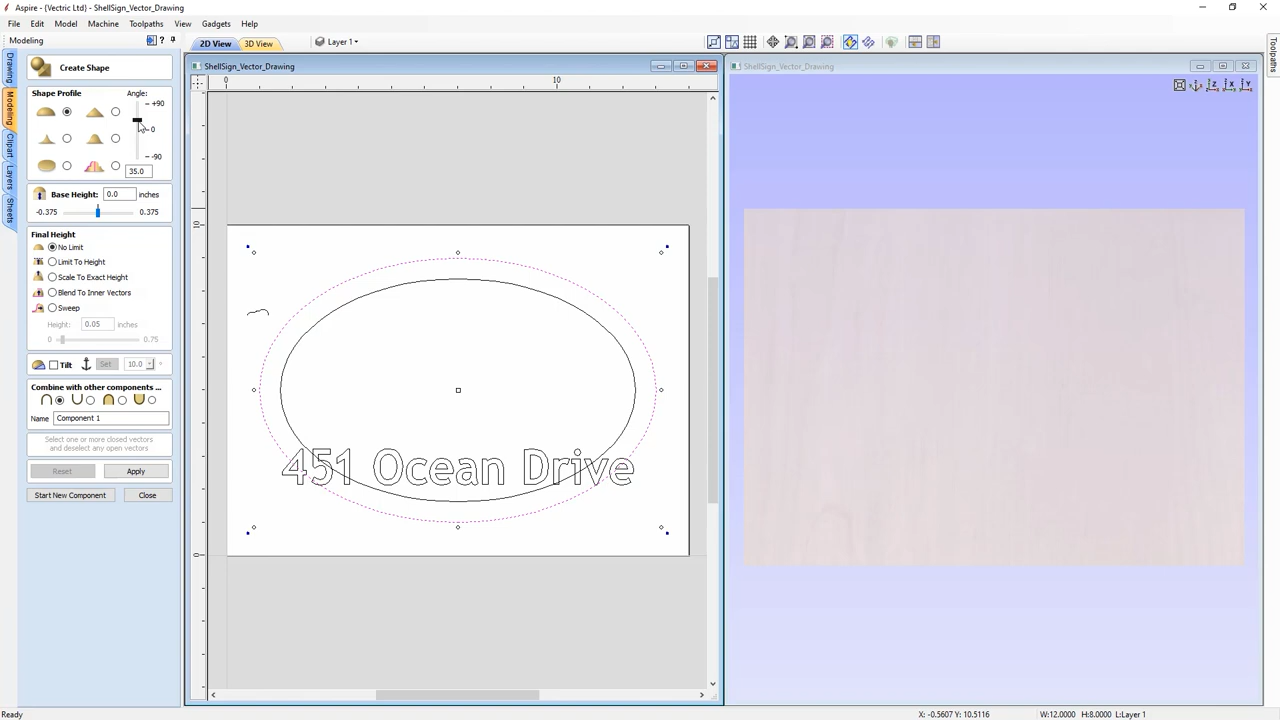 Aspire - {Vectric Ltd} - ShellSign_Vector_Drawing
File Edit Model Machine Toolpaths View Gadgets Help
Modeling
2D View 3D View Layer 1
Drawing
Modeling
Clipart
Layers
Sheets
Create Shape
Shape Profile
Angle:
+90
0
-90
35.0
Base Height: 0.0 inches
-0.375 0.375
Final Height
No Limit
Limit To Height
Scale To Exact Height
Blend To Inner Vectors
Sweep
Height: 0.05 inches
0 0.75
Tilt Set 10.0 °
Combine with other components ...
Name Component 1
Select one or more closed vectors
and deselect any open vectors
Reset Apply
Start New Component Close
ShellSign_Vector_Drawing
0 10
10
0
451 Ocean Drive
ShellSign_Vector_Drawing
Toolpaths
Ready
X: -0.5607 Y: 10.5116 W:12.0000 H:8.0000 L:Layer 1